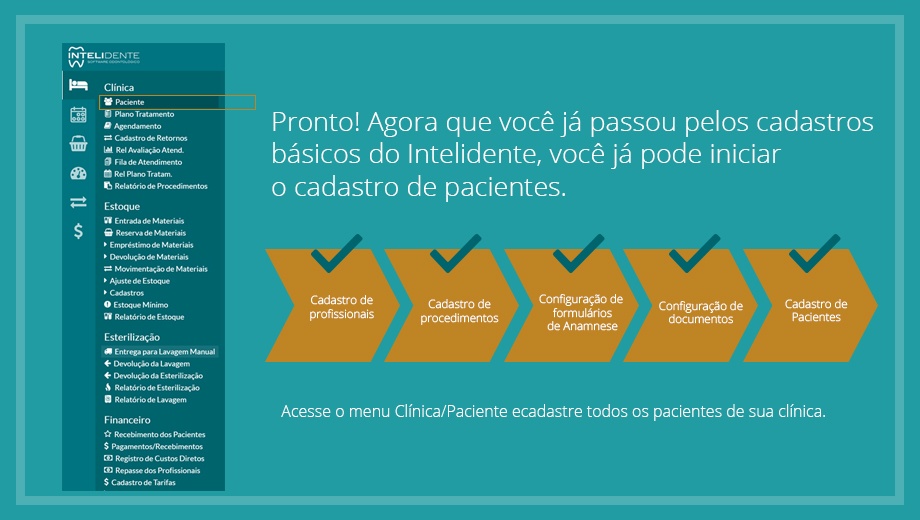 INTELIDENTE
SOFTWARE ODONTOLÓGICO
Clínica
Paciente
Plano Tratamento
Agendamento
Cadastro de Retornos
Rel Avaliação Atend.
Fila de Atendimento
Rel Plano Tratam.
Relatório de Procedimentos
Estoque
Entrada de Materiais
Reserva de Materiais
Empréstimo de Materiais
Devolução de Materiais
Movimentação de Materiais
Ajuste de Estoque
Cadastros
Estoque Mínimo
Relatório de Estoque
Esterilização
Entrega para Lavagem Manual
Devolução da Lavagem
Devolução da Esterilização
Relatório de Esterilização
Relatório de Lavagem
Financeiro
Recebimento dos Pacientes
Pagamentos/Recebimentos
Registro de Custos Diretos
Repasse dos Profissionais
Cadastro de Tarifas
Pronto! Agora que você já passou pelos cadastros
básicos do Intelidente, você já pode iniciar
o cadastro de pacientes.
Cadastro de
profissionais
Cadastro de
procedimentos
Configuração de
formulários
de Anamnese
Configuração de
documentos
Cadastro de
Pacientes
Acesse o menu Clínica/Paciente ecadastre todos os pacientes de sua clínica.